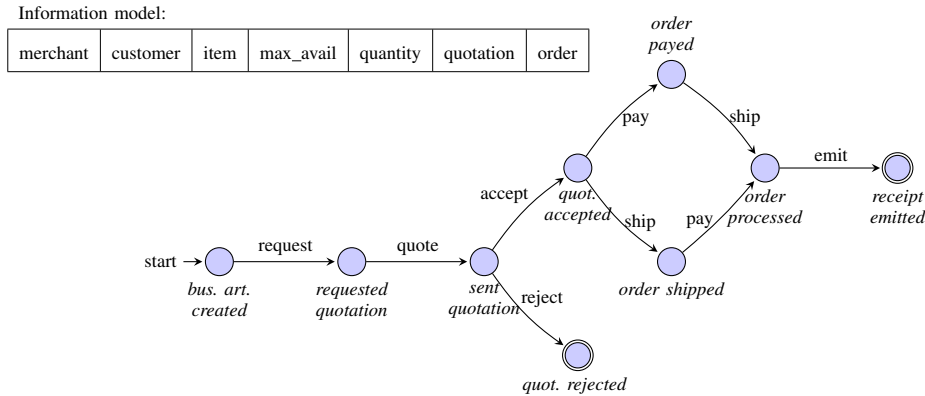 Information model:
merchant customer item max_avail quantity quotation order
order
payed
pay
ship
accept
quot.
accepted
ship
pay
order
processed
emit
receipt
emitted
start
request
quote
bus. art.
created
requested
quotation
sent
quotation
reject
order shipped
quot. rejected